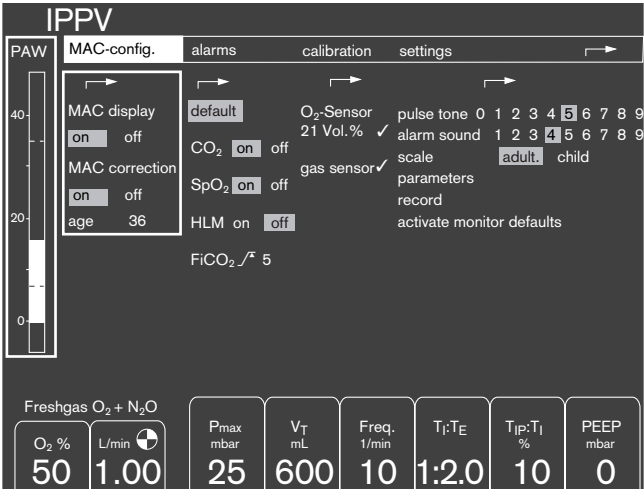 IPPV
PAW MAC-config. alarms calibration settings
MAC display
on off
MAC correction
on off
age 36
default
CO₂ on off
SpO₂ on off
HLM on off
FiCO₂ 5
O₂-Sensor
21 Vol.% ✓
gas sensor ✓
pulse tone 0 1 2 3 4 5 6 7 8 9
alarm sound 1 2 3 4 5 6 7 8 9
scale adult. child
parameters
record
activate monitor defaults
40
20
0
Freshgas O₂ + N₂O
O₂ %
50
L/min
1.00
Pmax
mbar
25
VT
mL
600
Freq.
1/min
10
TI:TE
1:2.0
TIP:TI
%
10
PEEP
mbar
0